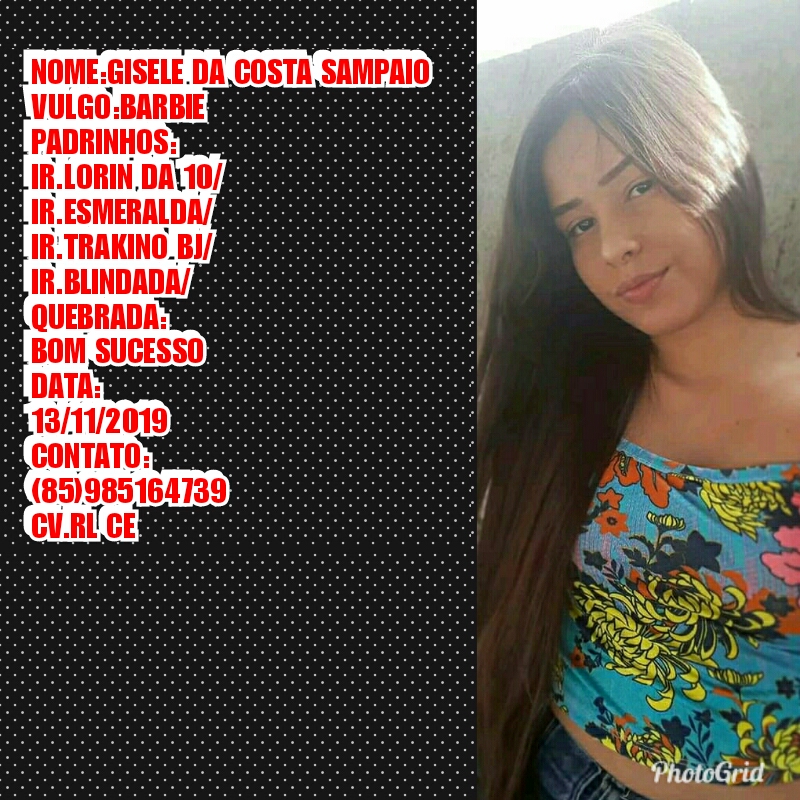 NOME:GISELE DA COSTA SAMPAIO
VULGO:BARBIE
PADRINHOS:
IR.LORIN DA 10/
IR.ESMERALDA/
IR.TRAKINO BJ/
IR.BLINDADA/
QUEBRADA:
BOM SUCESSO
DATA:
13/11/2019
CONTATO:
(85)985164739
CV.RL CE
PhotoGrid